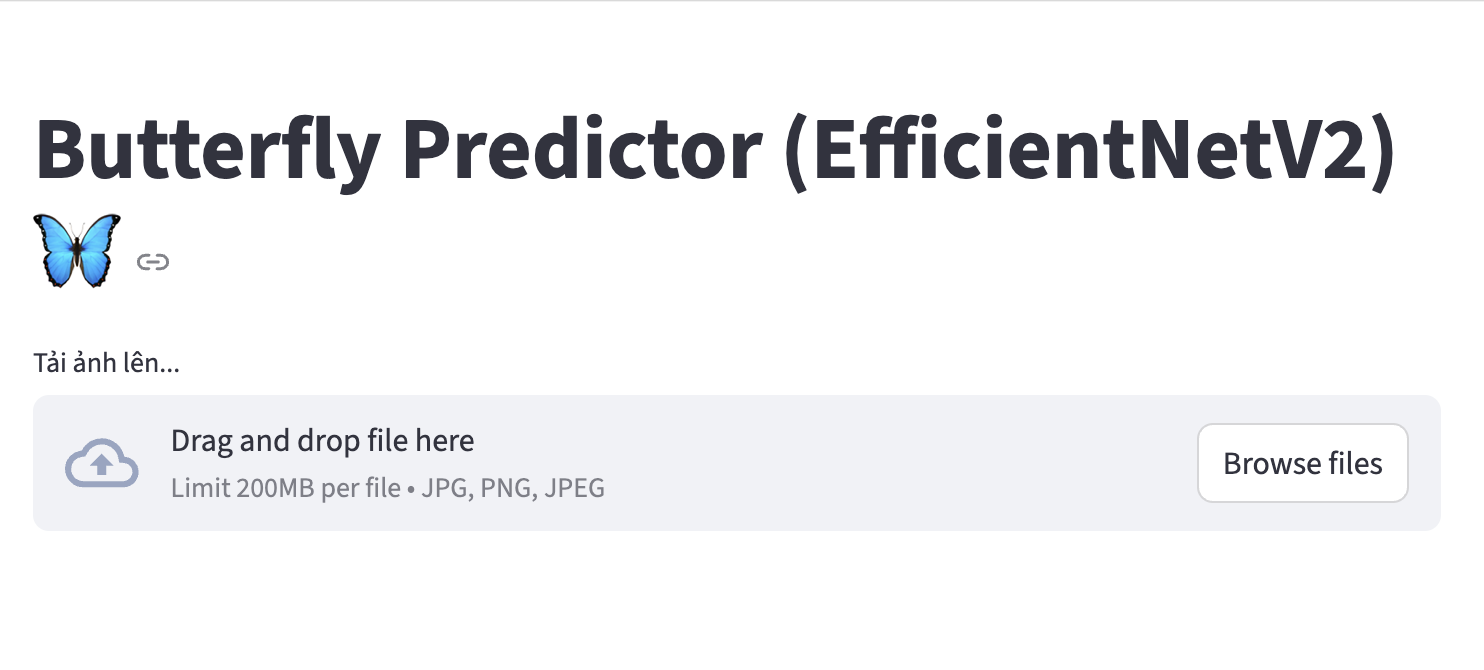 Butterfly Predictor (EfficientNetV2)
Tải ảnh lên...
Drag and drop file here
Limit 200MB per file • JPG, PNG, JPEG
Browse files